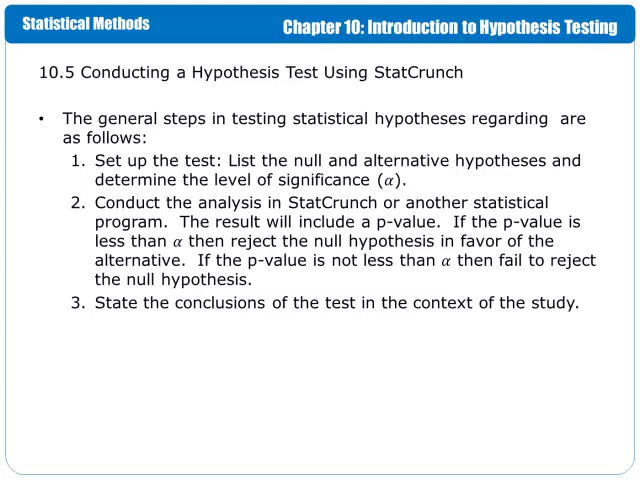 Statistical Methods
Chapter 10: Introduction to Hypothesis Testing
10.5 Conducting a Hypothesis Test Using StatCrunch
• The general steps in testing statistical hypotheses regarding are
as follows:
1. Set up the test: List the null and alternative hypotheses and
determine the level of significance (𝛼).
2. Conduct the analysis in StatCrunch or another statistical
program. The result will include a p-value. If the p-value is
less than 𝛼 then reject the null hypothesis in favor of the
alternative. If the p-value is not less than 𝛼 then fail to reject
the null hypothesis.
3. State the conclusions of the test in the context of the study.